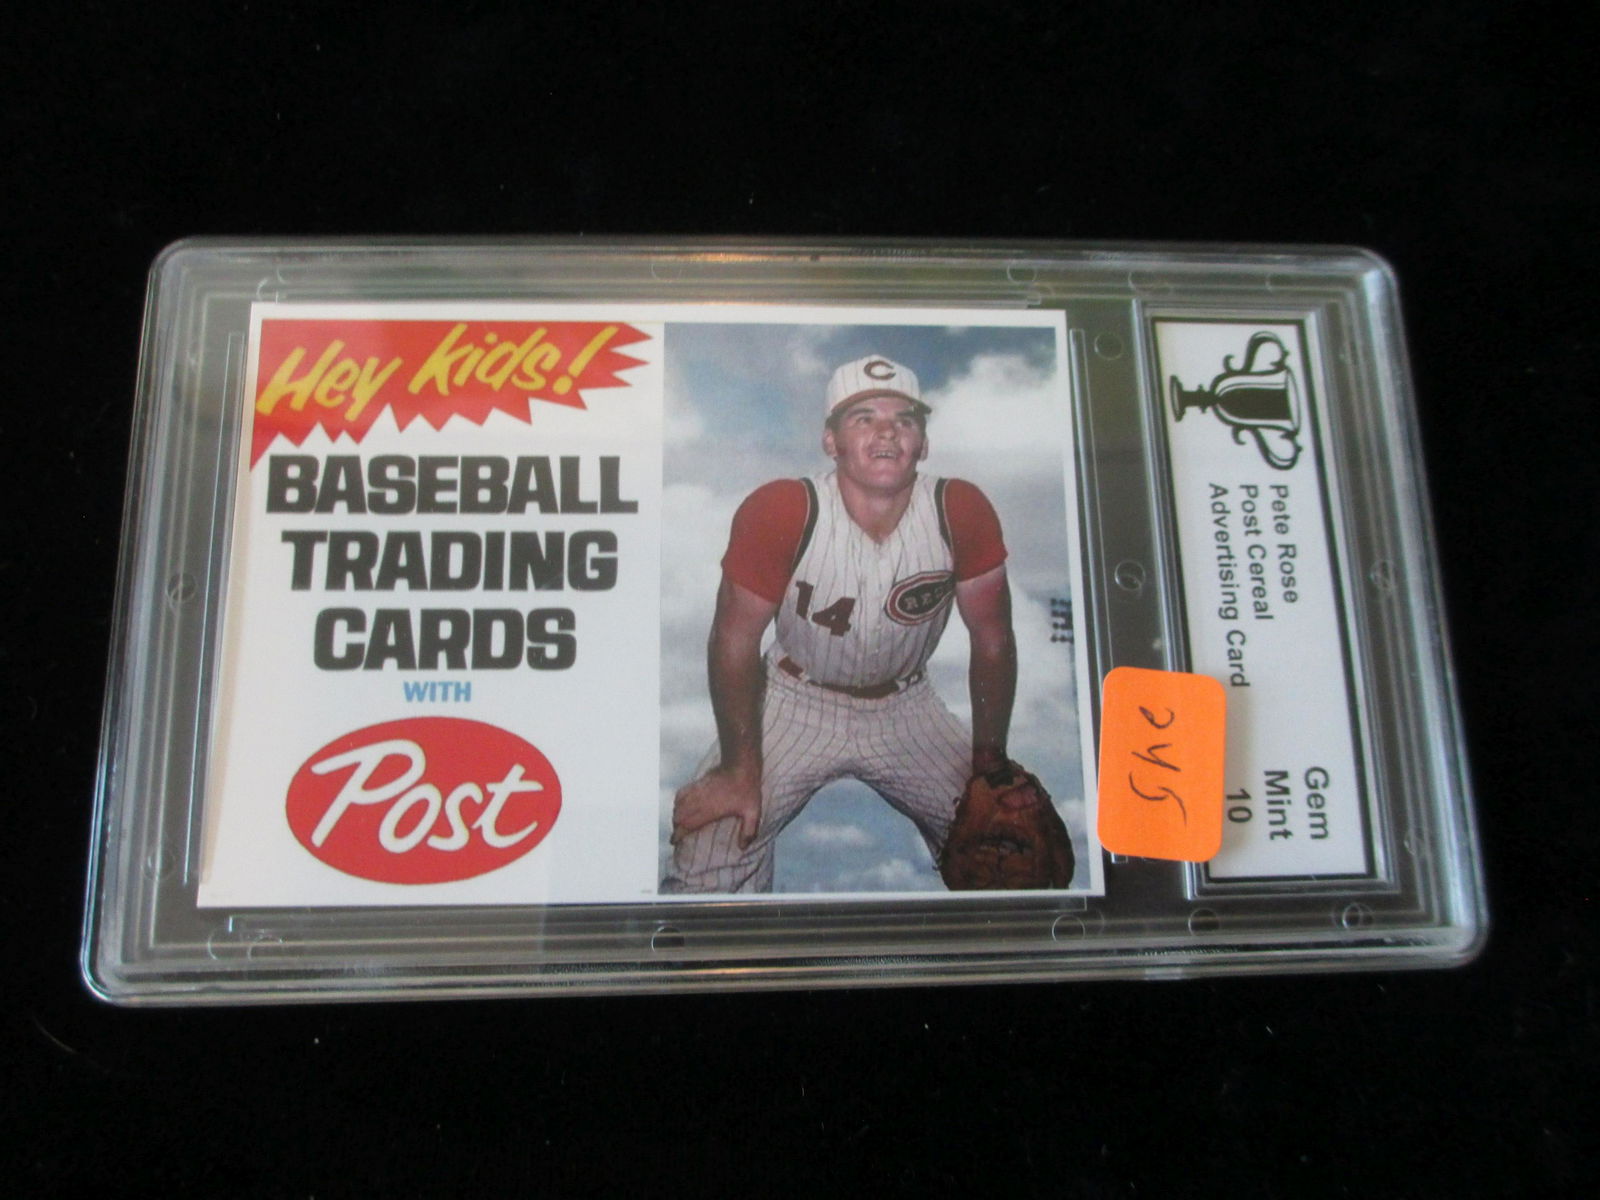 Hey Kids!
BASEBALL
TRADING
CARDS
WITH
Post
C
14
REDS
Pete Rose
Post Cereal
Advertising Card
Gem
Mint
10
245